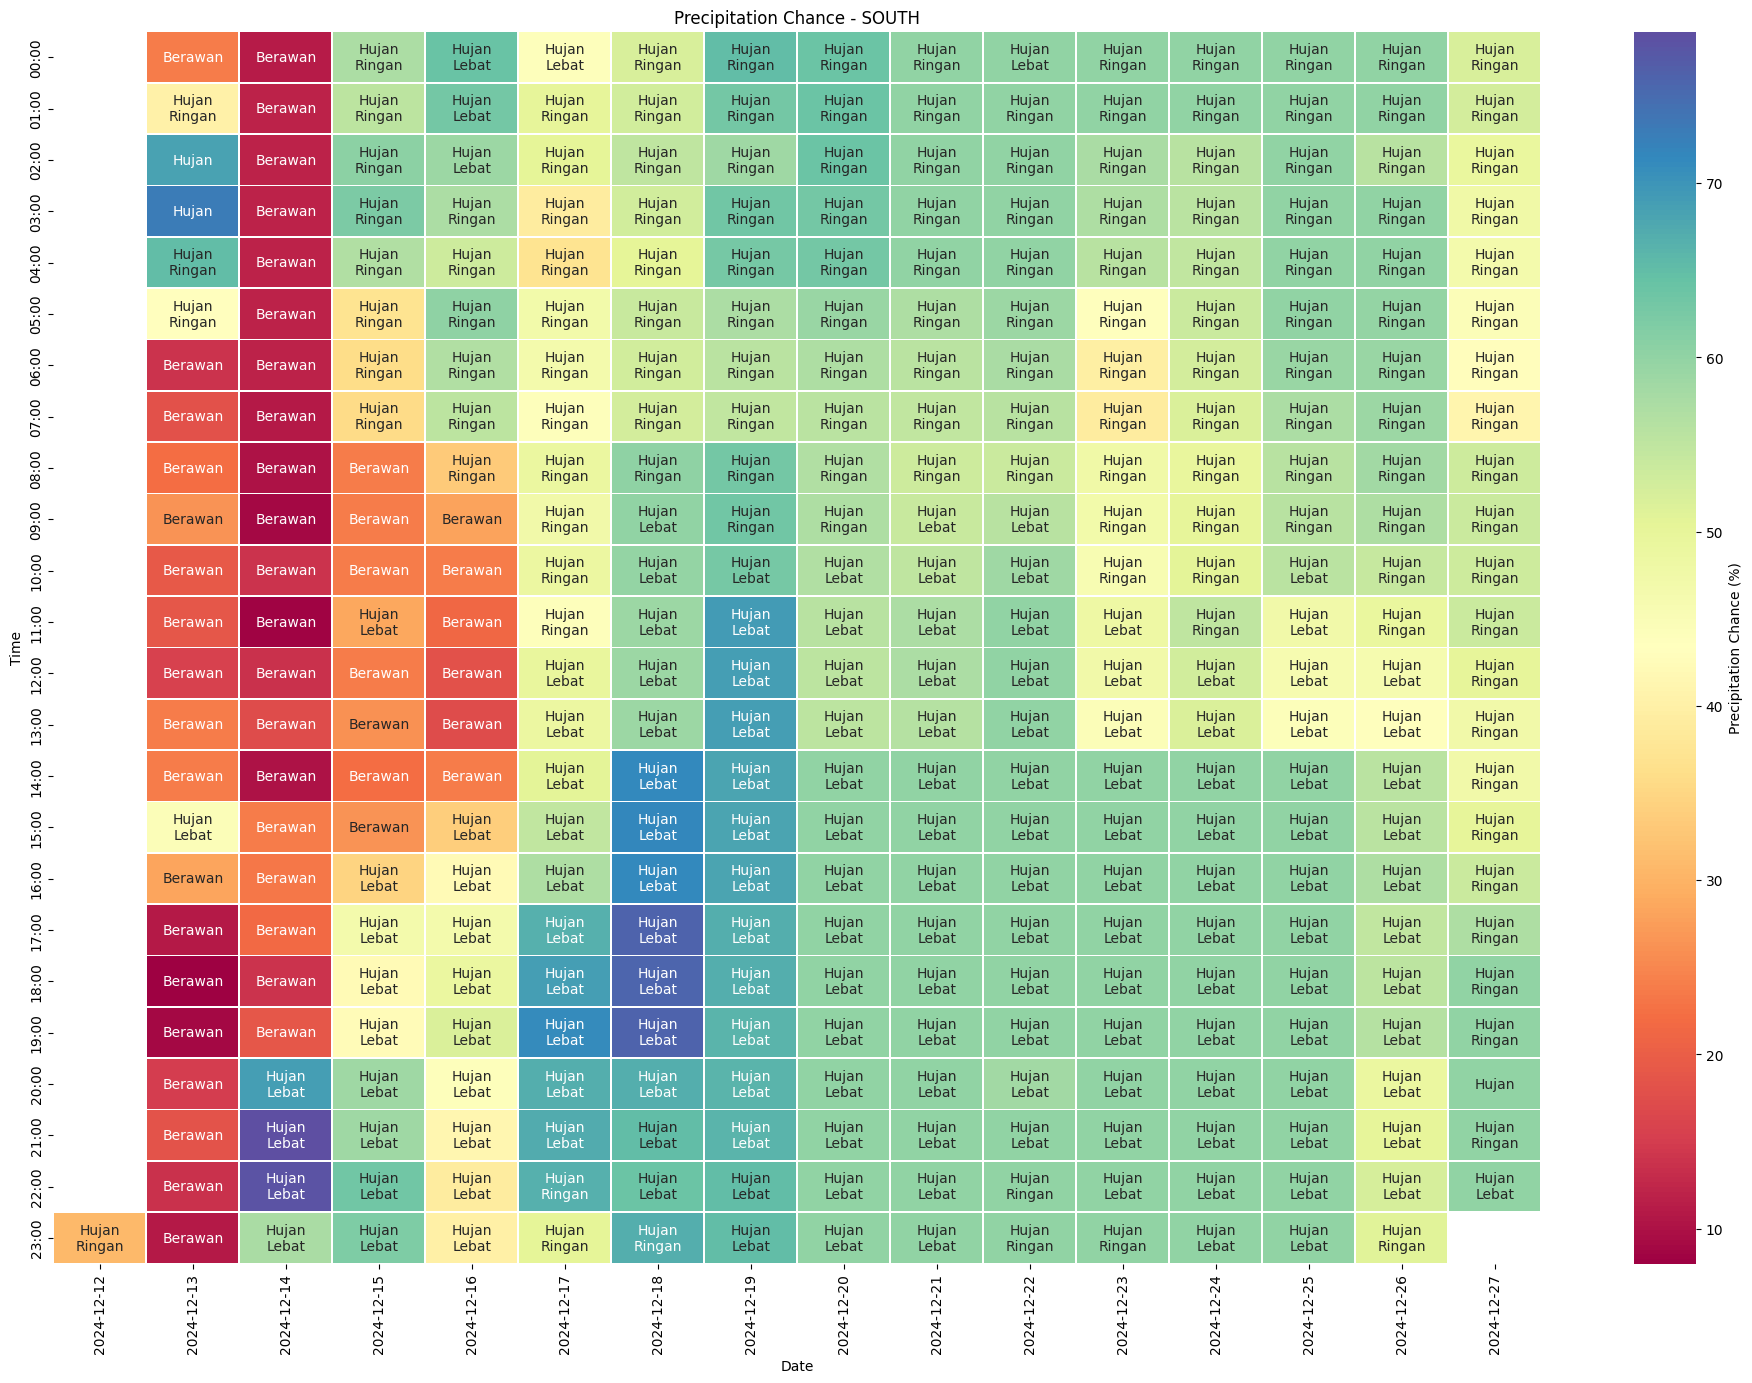 Precipitation Chance - SOUTH
Time
00:00 Berawan Berawan Hujan Ringan Hujan Lebat Hujan Lebat Hujan Ringan Hujan Ringan Hujan Ringan Hujan Ringan Hujan Lebat Hujan Ringan Hujan Ringan Hujan Ringan Hujan Ringan Hujan Ringan
01:00 Hujan Ringan Berawan Hujan Ringan Hujan Lebat Hujan Ringan Hujan Ringan Hujan Ringan Hujan Ringan Hujan Ringan Hujan Ringan Hujan Ringan Hujan Ringan Hujan Ringan Hujan Ringan Hujan Ringan
02:00 Hujan Berawan Hujan Ringan Hujan Lebat Hujan Ringan Hujan Ringan Hujan Ringan Hujan Ringan Hujan Ringan Hujan Ringan Hujan Ringan Hujan Ringan Hujan Ringan Hujan Ringan Hujan Ringan
03:00 Hujan Berawan Hujan Ringan Hujan Ringan Hujan Ringan Hujan Ringan Hujan Ringan Hujan Ringan Hujan Ringan Hujan Ringan Hujan Ringan Hujan Ringan Hujan Ringan Hujan Ringan Hujan Ringan
04:00 Hujan Ringan Berawan Hujan Ringan Hujan Ringan Hujan Ringan Hujan Ringan Hujan Ringan Hujan Ringan Hujan Ringan Hujan Ringan Hujan Ringan Hujan Ringan Hujan Ringan Hujan Ringan Hujan Ringan
05:00 Hujan Ringan Berawan Hujan Ringan Hujan Ringan Hujan Ringan Hujan Ringan Hujan Ringan Hujan Ringan Hujan Ringan Hujan Ringan Hujan Ringan Hujan Ringan Hujan Ringan Hujan Ringan Hujan Ringan
06:00 Berawan Berawan Hujan Ringan Hujan Ringan Hujan Ringan Hujan Ringan Hujan Ringan Hujan Ringan Hujan Ringan Hujan Ringan Hujan Ringan Hujan Ringan Hujan Ringan Hujan Ringan Hujan Ringan
07:00 Berawan Berawan Hujan Ringan Hujan Ringan Hujan Ringan Hujan Ringan Hujan Ringan Hujan Ringan Hujan Ringan Hujan Ringan Hujan Ringan Hujan Ringan Hujan Ringan Hujan Ringan Hujan Ringan
08:00 Berawan Berawan Berawan Hujan Ringan Hujan Ringan Hujan Ringan Hujan Ringan Hujan Ringan Hujan Ringan Hujan Ringan Hujan Ringan Hujan Ringan Hujan Ringan Hujan Ringan Hujan Ringan
09:00 Berawan Berawan Berawan Berawan Hujan Ringan Hujan Lebat Hujan Ringan Hujan Ringan Hujan Lebat Hujan Lebat Hujan Ringan Hujan Ringan Hujan Ringan Hujan Ringan Hujan Ringan
10:00 Berawan Berawan Berawan Berawan Hujan Ringan Hujan Lebat Hujan Lebat Hujan Lebat Hujan Lebat Hujan Lebat Hujan Ringan Hujan Ringan Hujan Lebat Hujan Ringan Hujan Ringan
11:00 Berawan Berawan Hujan Lebat Berawan Hujan Ringan Hujan Lebat Hujan Lebat Hujan Lebat Hujan Lebat Hujan Lebat Hujan Lebat Hujan Ringan Hujan Lebat Hujan Ringan Hujan Ringan
12:00 Berawan Berawan Berawan Berawan Hujan Lebat Hujan Lebat Hujan Lebat Hujan Lebat Hujan Lebat Hujan Lebat Hujan Lebat Hujan Lebat Hujan Lebat Hujan Lebat Hujan Ringan
13:00 Berawan Berawan Berawan Berawan Hujan Lebat Hujan Lebat Hujan Lebat Hujan Lebat Hujan Lebat Hujan Lebat Hujan Lebat Hujan Lebat Hujan Lebat Hujan Lebat Hujan Ringan
14:00 Berawan Berawan Berawan Berawan Hujan Lebat Hujan Lebat Hujan Lebat Hujan Lebat Hujan Lebat Hujan Lebat Hujan Lebat Hujan Lebat Hujan Lebat Hujan Lebat Hujan Ringan
15:00 Hujan Lebat Berawan Berawan Hujan Lebat Hujan Lebat Hujan Lebat Hujan Lebat Hujan Lebat Hujan Lebat Hujan Lebat Hujan Lebat Hujan Lebat Hujan Lebat Hujan Lebat Hujan Ringan
16:00 Berawan Berawan Hujan Lebat Hujan Lebat Hujan Lebat Hujan Lebat Hujan Lebat Hujan Lebat Hujan Lebat Hujan Lebat Hujan Lebat Hujan Lebat Hujan Lebat Hujan Lebat Hujan Ringan
17:00 Berawan Berawan Hujan Lebat Hujan Lebat Hujan Lebat Hujan Lebat Hujan Lebat Hujan Lebat Hujan Lebat Hujan Lebat Hujan Lebat Hujan Lebat Hujan Lebat Hujan Lebat Hujan Ringan
18:00 Berawan Berawan Hujan Lebat Hujan Lebat Hujan Lebat Hujan Lebat Hujan Lebat Hujan Lebat Hujan Lebat Hujan Lebat Hujan Lebat Hujan Lebat Hujan Lebat Hujan Lebat Hujan Ringan
19:00 Berawan Berawan Hujan Lebat Hujan Lebat Hujan Lebat Hujan Lebat Hujan Lebat Hujan Lebat Hujan Lebat Hujan Lebat Hujan Lebat Hujan Lebat Hujan Lebat Hujan Lebat Hujan Ringan
20:00 Berawan Hujan Lebat Hujan Lebat Hujan Lebat Hujan Lebat Hujan Lebat Hujan Lebat Hujan Lebat Hujan Lebat Hujan Lebat Hujan Lebat Hujan Lebat Hujan Lebat Hujan Lebat Hujan
21:00 Berawan Hujan Lebat Hujan Lebat Hujan Lebat Hujan Lebat Hujan Lebat Hujan Lebat Hujan Lebat Hujan Lebat Hujan Lebat Hujan Lebat Hujan Lebat Hujan Lebat Hujan Lebat Hujan Ringan
22:00 Berawan Hujan Lebat Hujan Lebat Hujan Lebat Hujan Ringan Hujan Lebat Hujan Lebat Hujan Lebat Hujan Lebat Hujan Ringan Hujan Lebat Hujan Lebat Hujan Lebat Hujan Lebat Hujan Lebat
23:00 Hujan Ringan Berawan Hujan Lebat Hujan Lebat Hujan Lebat Hujan Ringan Hujan Ringan Hujan Lebat Hujan Lebat Hujan Lebat Hujan Ringan Hujan Ringan Hujan Lebat Hujan Lebat Hujan Ringan
2024-12-12 2024-12-13 2024-12-14 2024-12-15 2024-12-16 2024-12-17 2024-12-18 2024-12-19 2024-12-20 2024-12-21 2024-12-22 2024-12-23 2024-12-24 2024-12-25 2024-12-26 2024-12-27
Date
70
60
50
40
30
20
10
Precipitation Chance (%)